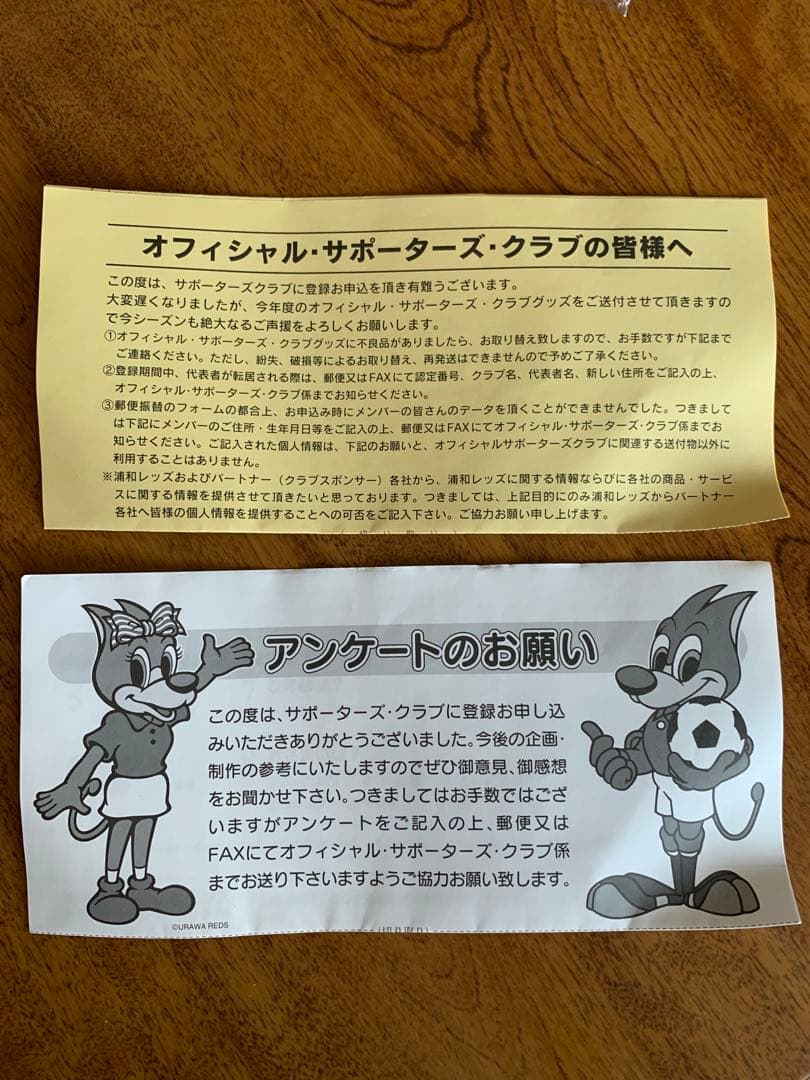 オフィシャル・サポーターズ・クラブの皆様へ
この度は、サポーターズクラブに登録お申込を頂き有難うございます。
大変遅くなりましたが、今年度のオフィシャル・サポーターズ・クラブグッズをご送付させて頂きますの
で今シーズンも絶大なるご声援をよろしくお願いします。
①オフィシャル・サポーターズ・クラブグッズに不良品がありましたら、お取り替え致しますので、お手数ですが下記まで
ご連絡ください。ただし、紛失、破損等によるお取り替え、再発送はできませんので予めご了承ください。
②登録期間中、代表者が転居される際は、郵便又はFAXにて認定番号、クラブ名、代表者名、新しい住所をご記入の上、
オフィシャル・サポーターズ・クラブ係までお知らせください。
③郵便振替のフォームの都合上、お申込み時にメンバーの皆さんのデータを頂くことができませんでした。つきまして
は下記にメンバーのご住所・生年月日等をご記入の上、郵便又はFAXにてオフィシャル・サポーターズ・クラブ係までお
知らせください。ご記入された個人情報は、下記のお願いと、オフィシャルサポーターズクラブに関連する送付物以外に
利用することはありません。
※浦和レッズおよびパートナー（クラブスポンサー）各社から、浦和レッズに関する情報ならびに各社の商品・サービ
スに関する情報を提供させて頂きたいと思っております。つきましては、上記目的にのみ浦和レッズからパートナー
各社へ皆様の個人情報を提供することへの可否をご記入下さい。ご協力お願い申し上げます。
アンケートのお願い
この度は、サポーターズ・クラブに登録お申し込
みいただきありがとうございました。今後の企画・
制作の参考にいたしますのでぜひ御意見、御感想
をお聞かせ下さい。つきましてはお手数ではござ
いますがアンケートをご記入の上、郵便又は
FAXにてオフィシャル・サポーターズ・クラブ係
までお送り下さいますようご協力お願い致します。
©URAWA REDS